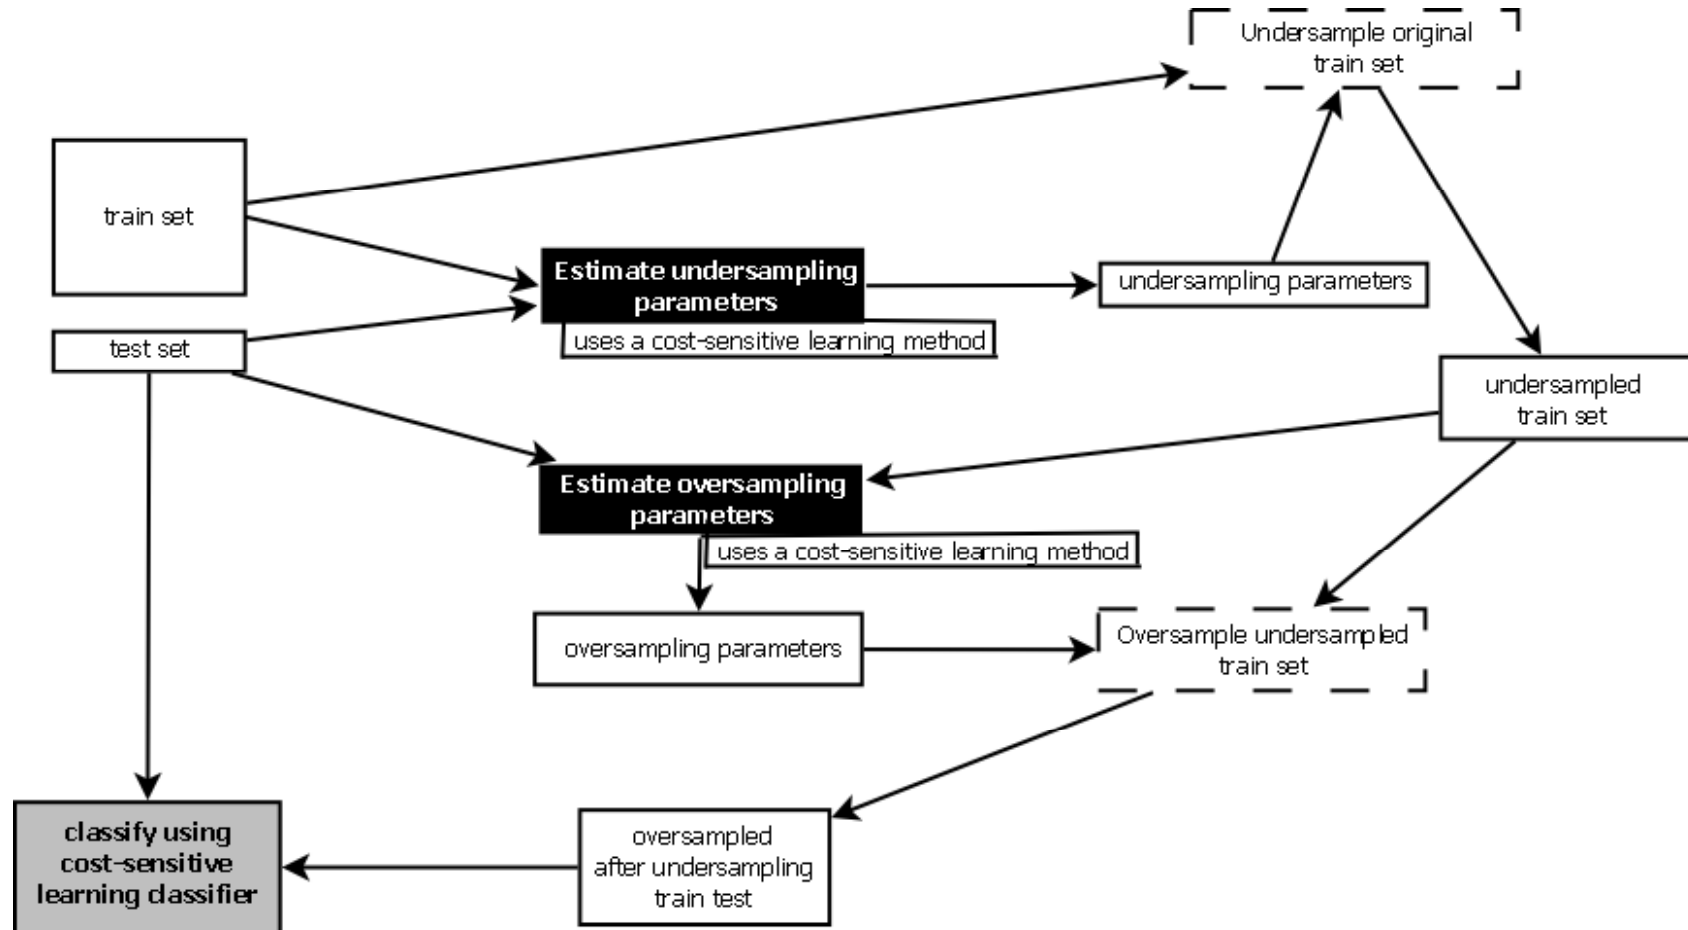 Undersample original
train set
train set
Estimate undersampling
parameters
undersampling parameters
uses a cost-sensitive learning method
test set
undersampled
train set
Estimate oversampling
parameters
uses a cost-sensitive learning method
oversampling parameters
Oversample undersampled
train set
classify using
cost-sensitive
learning classifier
oversampled
after undersampling
train test